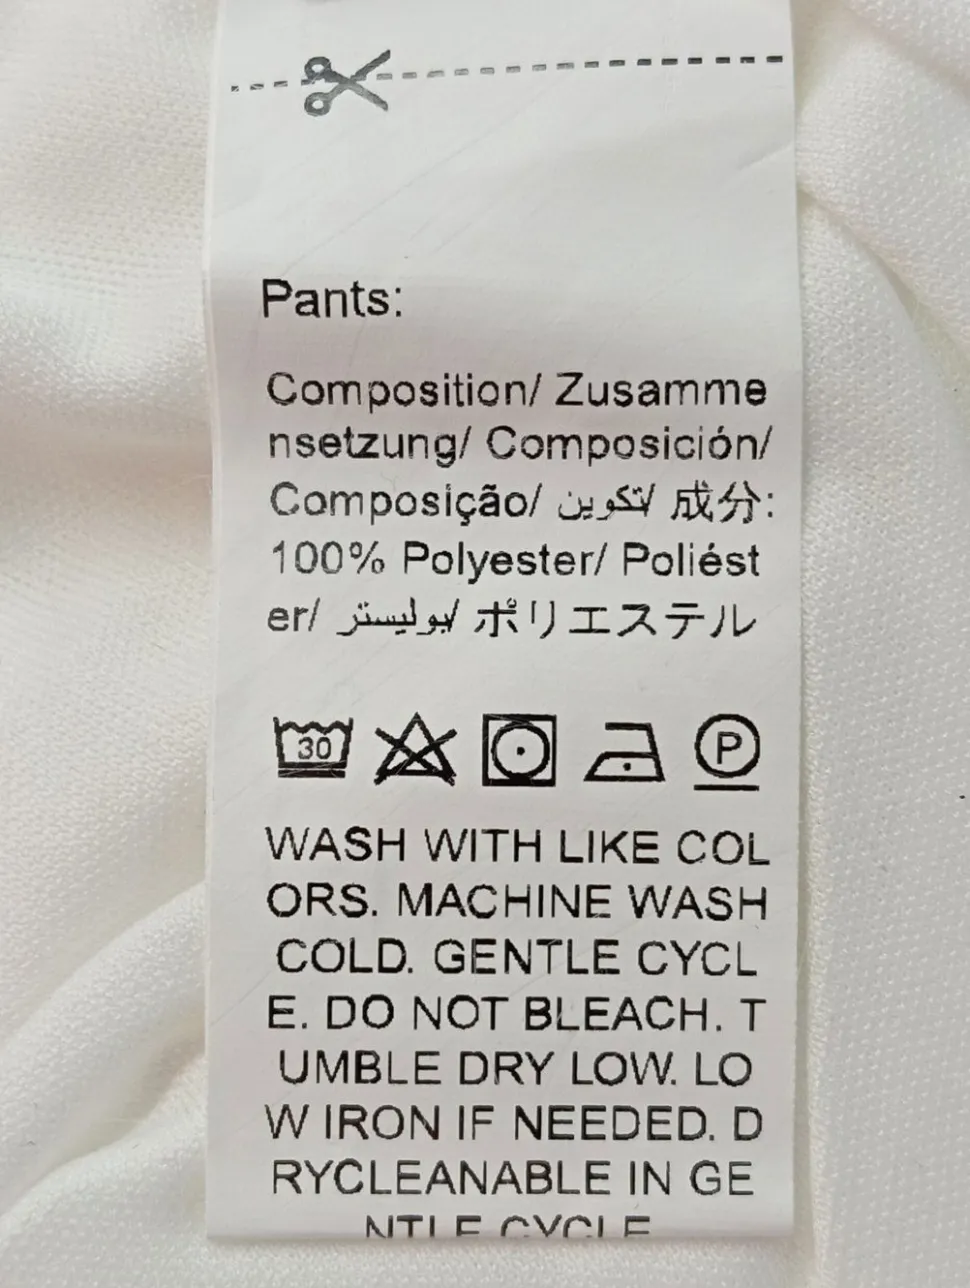 Pants:
Composition/ Zusamme
nsetzung/ Composición/
Composição/ تكوين/ 成分:
100% Polyester/ Poliést
er/ بوليستر/ ポリエステル
30 P
WASH WITH LIKE COL
ORS. MACHINE WASH
COLD. GENTLE CYCL
E. DO NOT BLEACH. T
UMBLE DRY LOW. LO
W IRON IF NEEDED. D
RYCLEANABLE IN GE
NTLE CYCLE